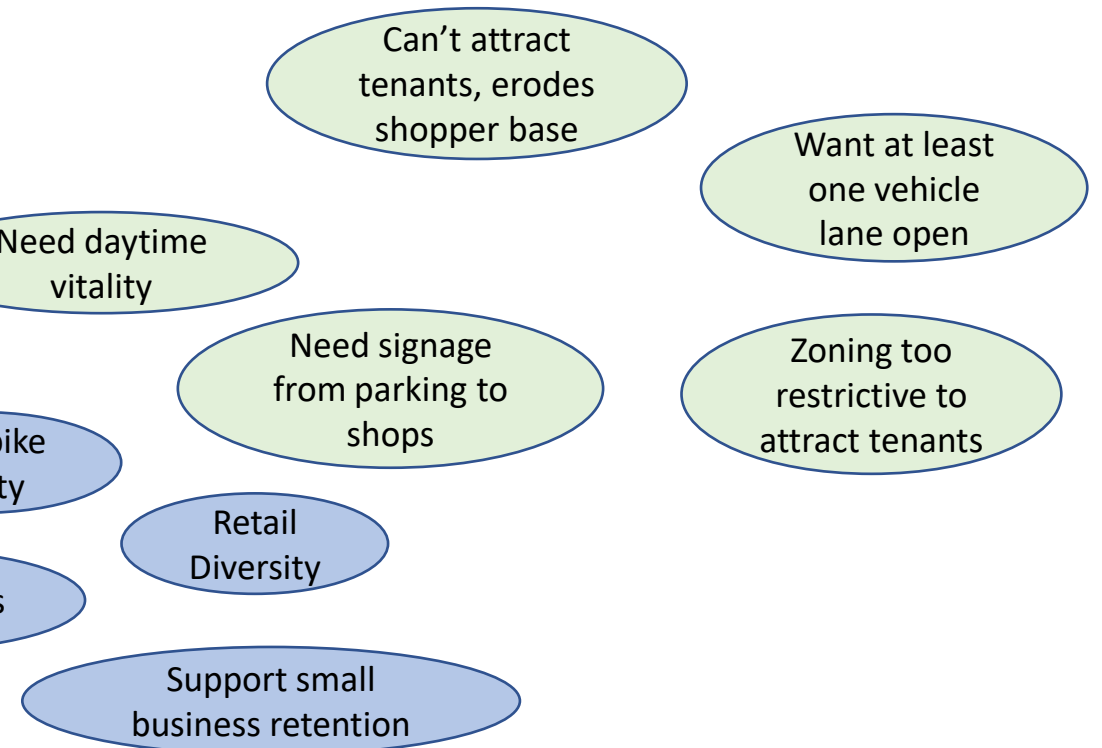 Can’t attract
tenants, erodes
shopper base
Want at least
one vehicle
lane open
Need daytime
vitality
Need signage
from parking to
shops
Zoning too
restrictive to
attract tenants
Retail
Diversity
Support small
business retention